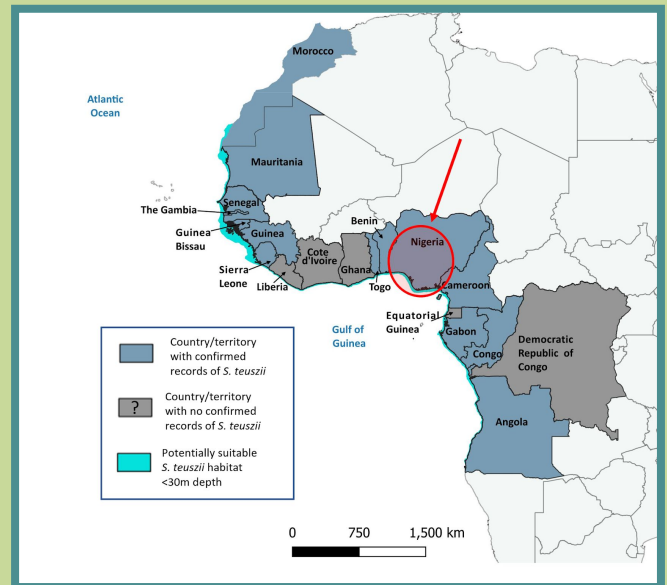 Morocco
Atlantic
Ocean
Mauritania
Senegal
The Gambia
Guinea
Bissau
Guinea
Sierra
Leone
Liberia
Cote
d'Ivoire
Ghana
Togo
Benin
Nigeria
Cameroon
Equatorial
Guinea
Gulf of
Guinea
Gabon
Congo
Democratic
Republic of
Congo
Angola
Country/territory
with confirmed
records of S. teuszii
?
Country/territory
with no confirmed
records of S. teuszii
Potentially suitable
S. teuszii habitat
<30m depth
0 750 1,500 km